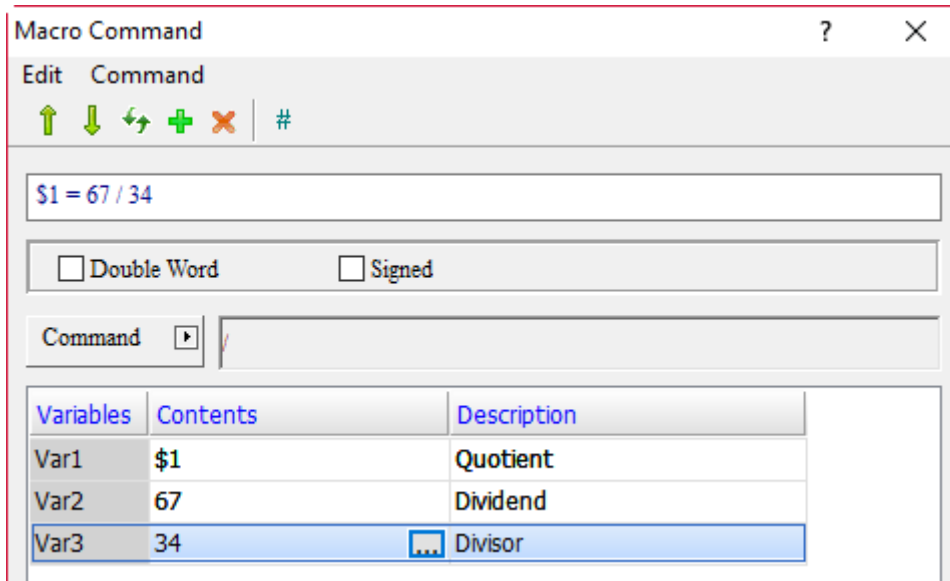 Macro Command ?
Edit Command
#
$1 = 67 / 34
Double Word Signed
Command /
Variables Contents Description
Var1 $1 Quotient
Var2 67 Dividend
Var3 34 ... Divisor